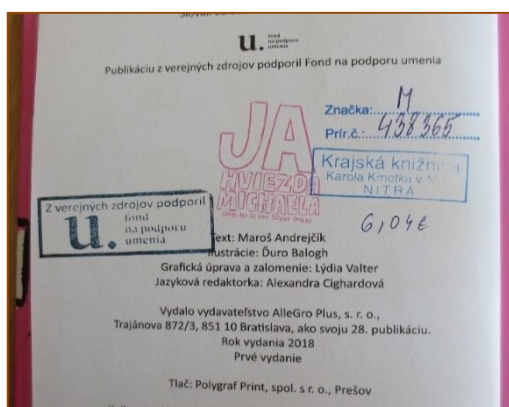 u. fond
na podporu
umenia
Publikáciu z verejných zdrojov podporil Fond na podporu umenia
Značka: M
Prír.č.: 438365
JA
HVIEZDA
MICHAELA
Krajská knižnica
Karola Kmeťka v
NITRA
6,04€
Z verejných zdrojov podporil
u. fond
na podporu
umenia
Text: Maroš Andrejčík
Ilustrácie: Ďuro Balogh
Grafická úprava a zalomenie: Lýdia Valter
Jazyková redaktorka: Alexandra Cighardová
Vydalo vydavateľstvo AlleGro Plus, s. r. o.,
Trajánova 872/3, 851 10 Bratislava, ako svoju 28. publikáciu.
Rok vydania 2018
Prvé vydanie
Tlač: Polygraf Print, spol. s r. o., Prešov